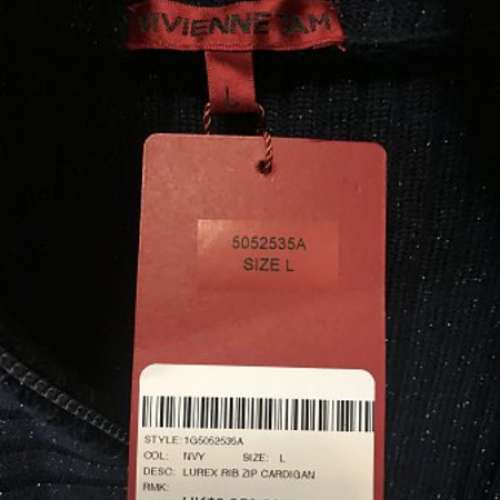 VIVIENNE TAM
L
5052535A
SIZE L
STYLE: 1G5052535A
COL: NVY SIZE: L
DESC: LUREX RIB ZIP CARDIGAN
RMK: